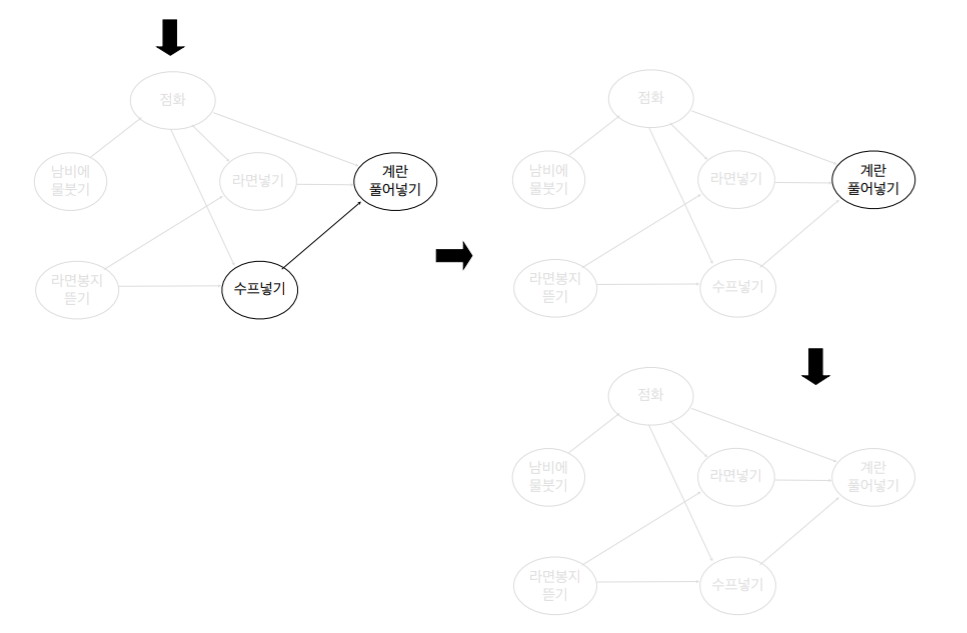 점화
남비에
물붓기
라면넣기
계란
풀어넣기
라면봉지
뜯기
수프넣기
점화
남비에
물붓기
라면넣기
계란
풀어넣기
라면봉지
뜯기
수프넣기
점화
남비에
물붓기
라면넣기
계란
풀어넣기
라면봉지
뜯기
수프넣기